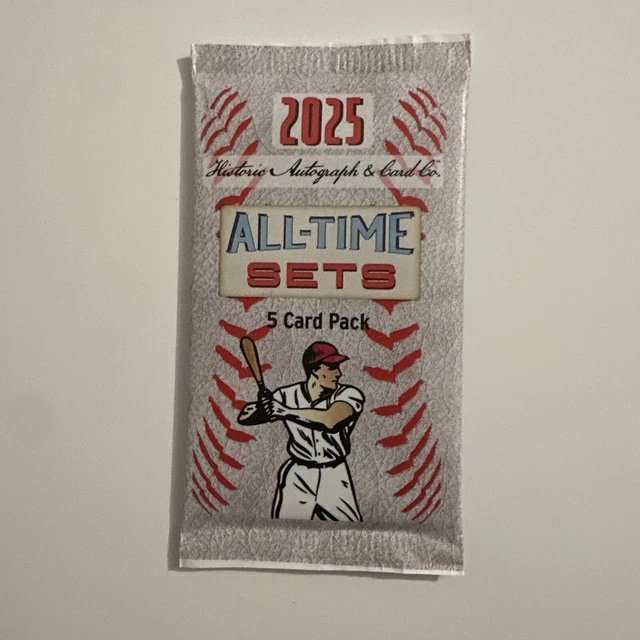 2025
Historic Autograph & Card Co.
ALL-TIME
SETS
5 Card Pack